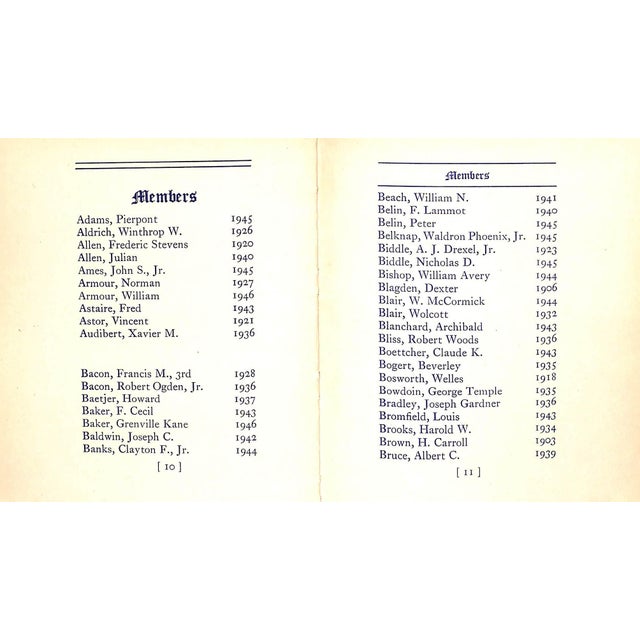 Members
Adams, Pierpont 1945
Aldrich, Winthrop W. 1926
Allen, Frederic Stevens 1920
Allen, Julian 1940
Ames, John S., Jr. 1945
Armour, Norman 1927
Armour, William 1946
Astaire, Fred 1943
Astor, Vincent 1921
Audibert, Xavier M. 1936
Bacon, Francis M., 3rd 1928
Bacon, Robert Ogden, Jr. 1936
Baetjer, Howard 1937
Baker, F. Cecil 1943
Baker, Grenville Kane 1946
Baldwin, Joseph C. 1942
Banks, Clayton F., Jr. 1944
[ 10 ]
Members
Beach, William N. 1941
Belin, F. Lammot 1940
Belin, Peter 1945
Belknap, Waldron Phoenix, Jr. 1945
Biddle, A. J. Drexel, Jr. 1923
Biddle, Nicholas D. 1945
Bishop, William Avery 1944
Blagden, Dexter 1906
Blair, W. McCormick 1944
Blair, Wolcott 1932
Blanchard, Archibald 1943
Bliss, Robert Woods 1936
Boettcher, Claude K. 1943
Bogert, Beverley 1935
Bosworth, Welles 1918
Bowdoin, George Temple 1935
Bradley, Joseph Gardner 1936
Bromfield, Louis 1943
Brooks, Harold W. 1934
Brown, H. Carroll 1903
Bruce, Albert C. 1939
[ 11 ]